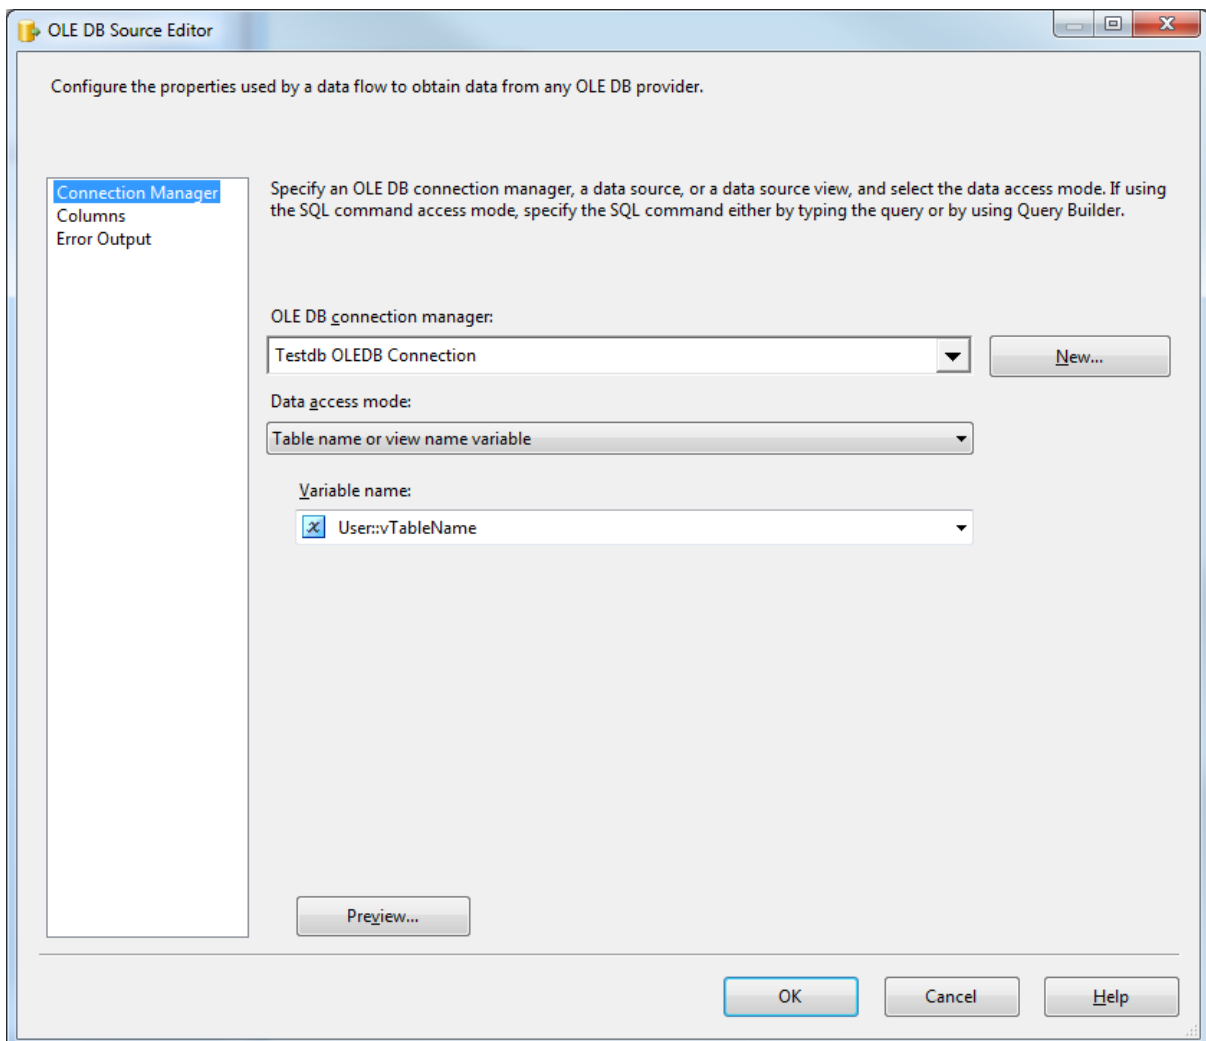 OLE DB Source Editor
Configure the properties used by a data flow to obtain data from any OLE DB provider.
Connection Manager
Columns
Error Output
Specify an OLE DB connection manager, a data source, or a data source view, and select the data access mode. If using
the SQL command access mode, specify the SQL command either by typing the query or by using Query Builder.
OLE DB connection manager:
Testdb OLEDB Connection
New...
Data access mode:
Table name or view name variable
Variable name:
x User::vTableName
Preview...
OK
Cancel
Help